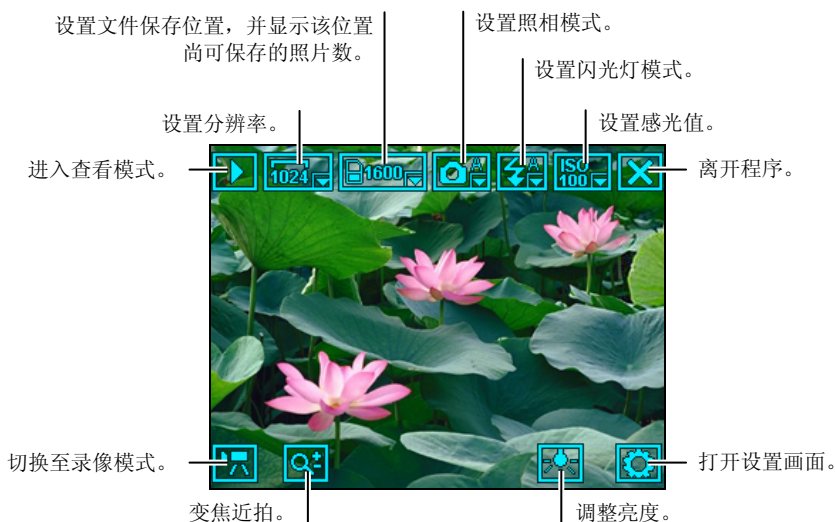 设置文件保存位置，并显示该位置
尚可保存的照片数。
设置照相模式。
设置闪光灯模式。
设置分辨率。
设置感光值。
进入查看模式。
1024
1600
A
A
ISO
100
离开程序。
切换至录像模式。
打开设置画面。
变焦近拍。
调整亮度。